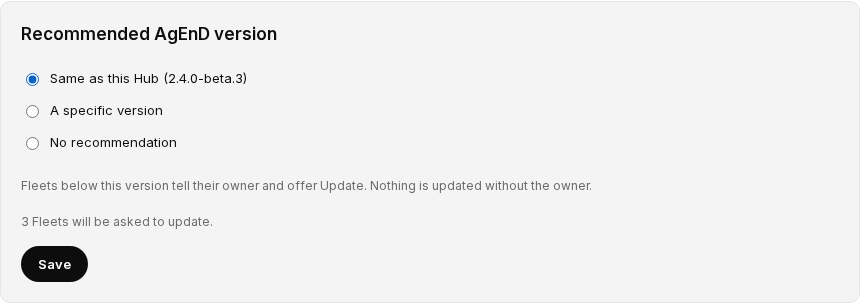 Recommended AgEnD version
Same as this Hub (2.4.0-beta.3)
A specific version
No recommendation
Fleets below this version tell their owner and offer Update. Nothing is updated without the owner.
3 Fleets will be asked to update.
Save